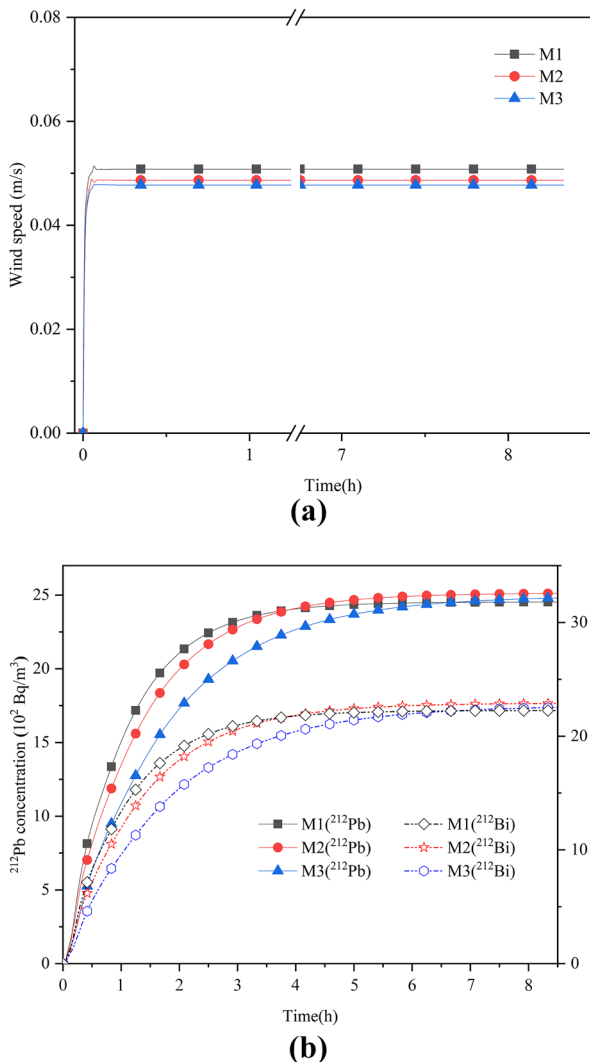 0.08
0.06
0.04
0.02
0.00
Wind speed (m/s)
M1
M2
M3
0 1 7 8
Time(h)
(a)
25
20
15
10
5
0
²¹²Pb concentration (10² Bq/m³)
30
20
10
0
M1(²¹²Pb) M1(²¹²Bi)
M2(²¹²Pb) M2(²¹²Bi)
M3(²¹²Pb) M3(²¹²Bi)
0 1 2 3 4 5 6 7 8
Time(h)
(b)